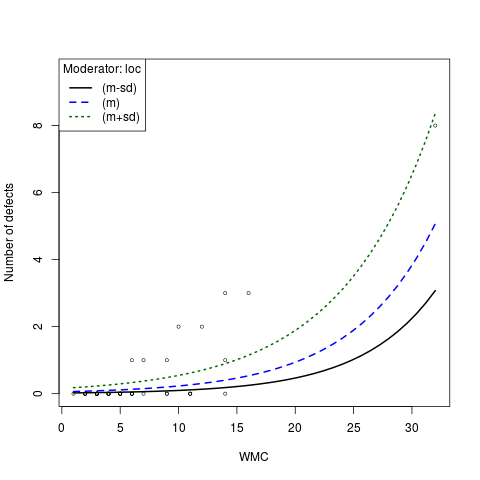 Moderator: loc
(m-sd)
(m)
(m+sd)
Number of defects
8
6
4
2
0
0 5 10 15 20 25 30
WMC